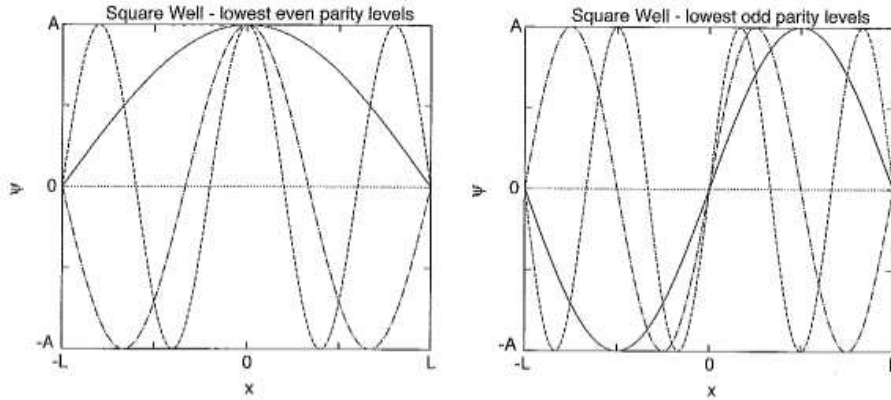 Square Well - lowest even parity levels
A
ψ
0
-A
-L
0
L
x
Square Well - lowest odd parity levels
A
ψ
0
-A
-L
0
x